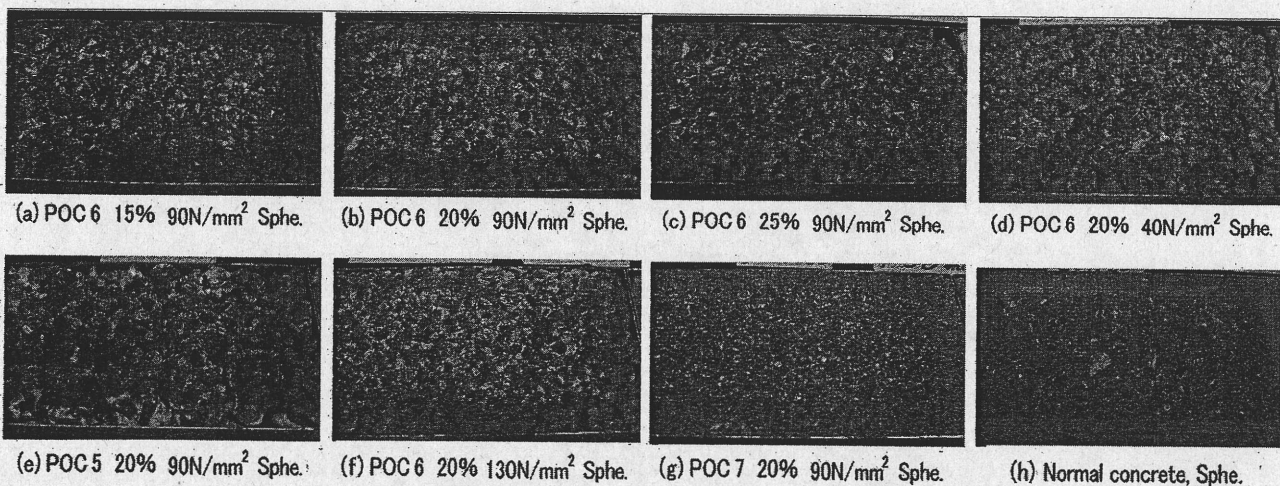 (a) POC 6 15% 90N/mm² Sphe.
(b) POC 6 20% 90N/mm² Sphe.
(c) POC 6 25% 90N/mm² Sphe.
(d) POC 6 20% 40N/mm² Sphe.
(e) POC 5 20% 90N/mm² Sphe.
(f) POC 6 20% 130N/mm² Sphe.
(g) POC 7 20% 90N/mm² Sphe.
(h) Normal concrete, Sphe.